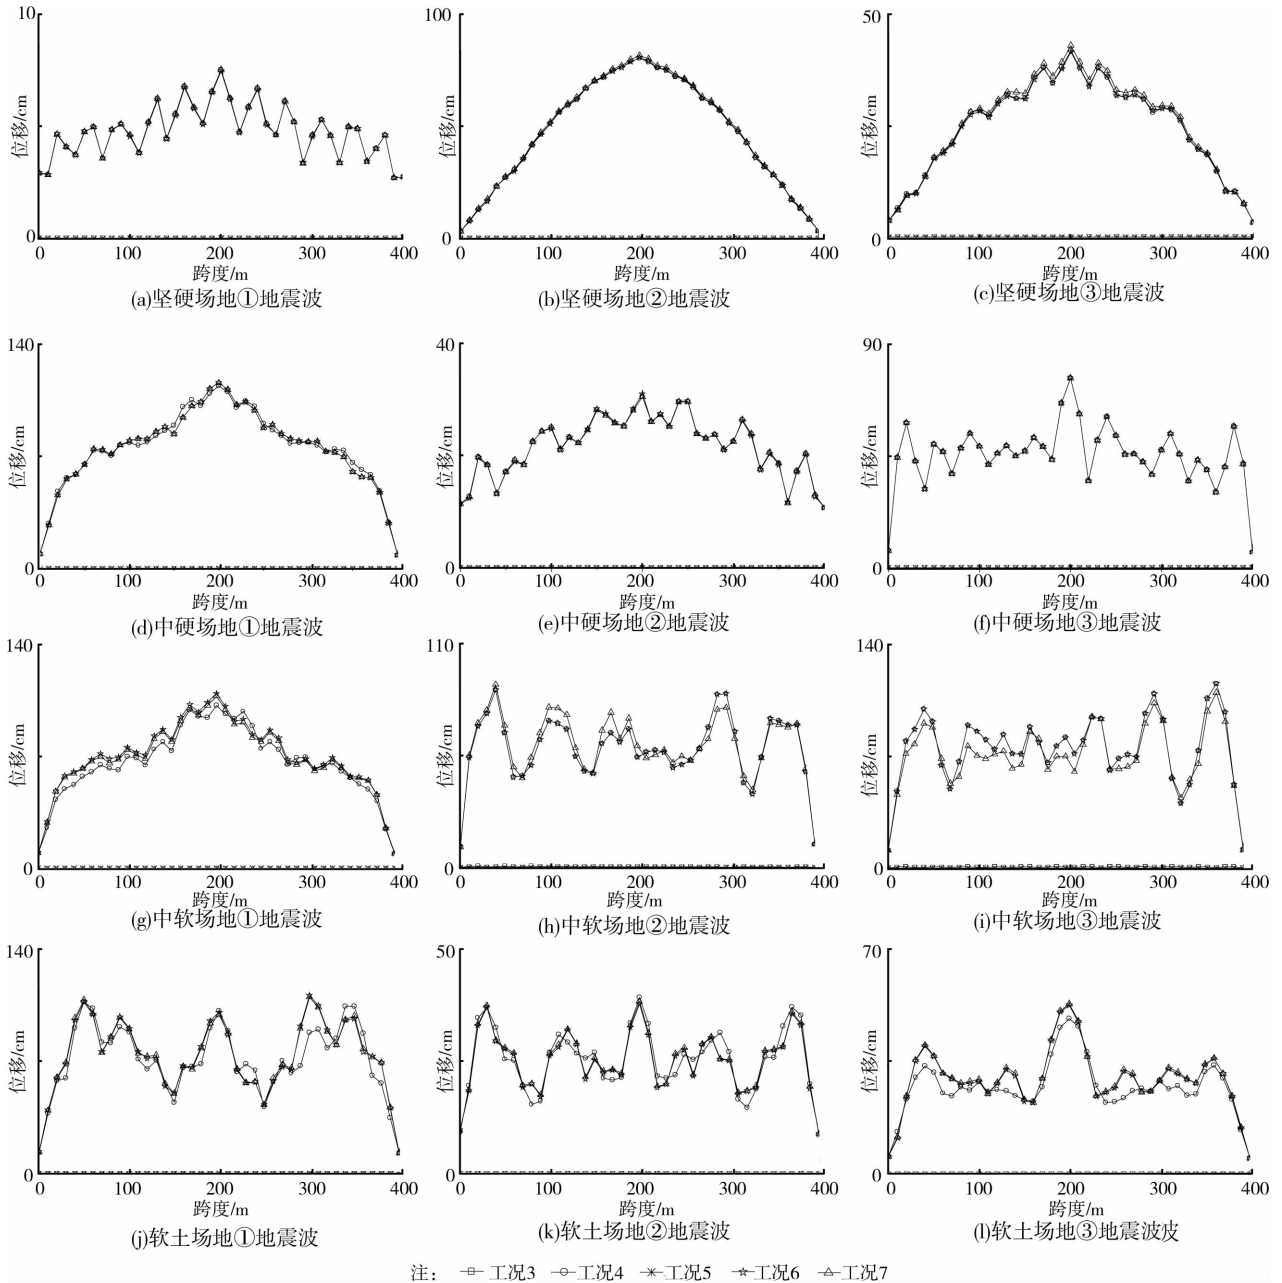 10
100
50
位移/cm
位移/cm
位移/cm
50
0
0
0
0 100 200 300 400
0 100 200 300 400
0 100 200 300 400
跨度/m
跨度/m
跨度/m
(a)坚硬场地①地震波
(b)坚硬场地②地震波
(c)坚硬场地③地震波
140
40
90
位移/cm
位移/cm
位移/cm
0
0
0
0 100 200 300 400
0 100 200 300 400
0 100 200 300 400
跨度/m
跨度/m
跨度/m
(d)中硬场地①地震波
(e)中硬场地②地震波
(f)中硬场地③地震波
140
110
140
位移/cm
位移/cm
位移/cm
0
0
0
0 100 200 300 400
0 100 200 300 400
0 100 200 300 400
跨度/m
跨度/m
跨度/m
(g)中软场地①地震波
(h)中软场地②地震波
(i)中软场地③地震波
140
50
70
位移/cm
位移/cm
位移/cm
0
0
0
0 100 200 300 400
0 100 200 300 400
0 100 200 300 400
跨度/m
跨度/m
跨度/m
(j)软土场地①地震波
(k)软土场地②地震波
(l)软土场地③地震波皮
注： 工况3 工况4 工况5 工况6 工况7